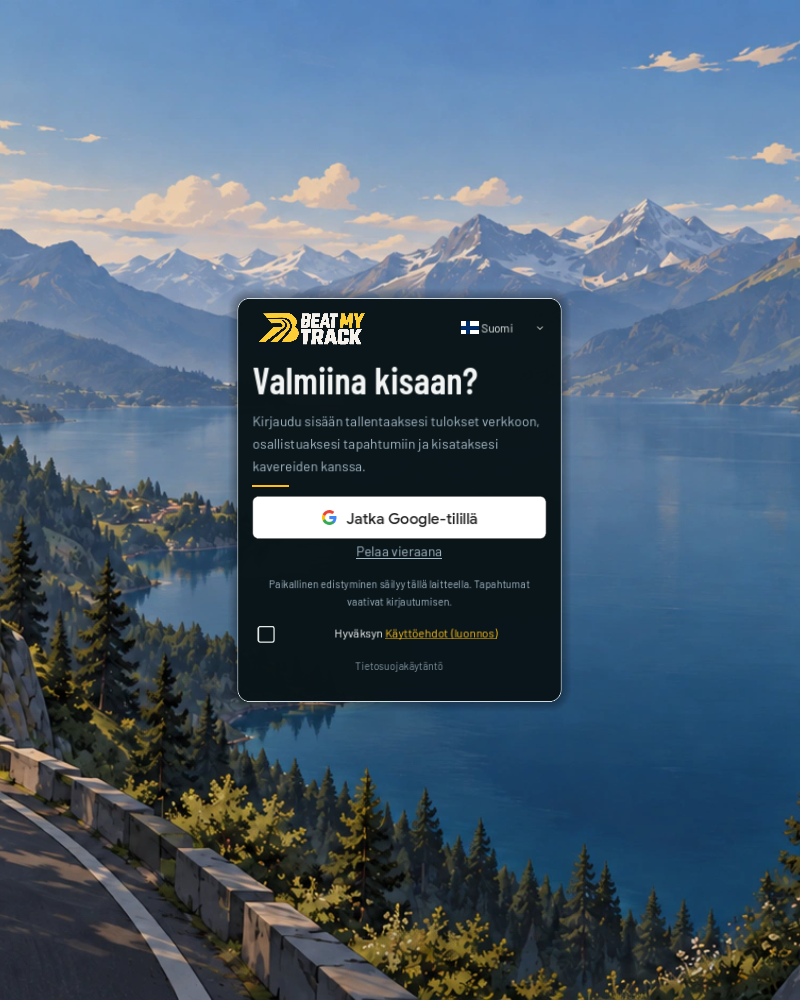 BEAT MY
TRACK
Suomi
Valmiina kisaan?
Kirjaudu sisään tallentaaksesi tulokset verkkoon,
osallistuaksesi tapahtumiin ja kisataksesi
kavereiden kanssa.
Jatka Google-tilillä
Pelaa vieraana
Paikallinen edistyminen säilyy tällä laitteella. Tapahtumat
vaativat kirjautumisen.
Hyväksyn Käyttöehdot (luonnos)
Tietosuojakäytäntö